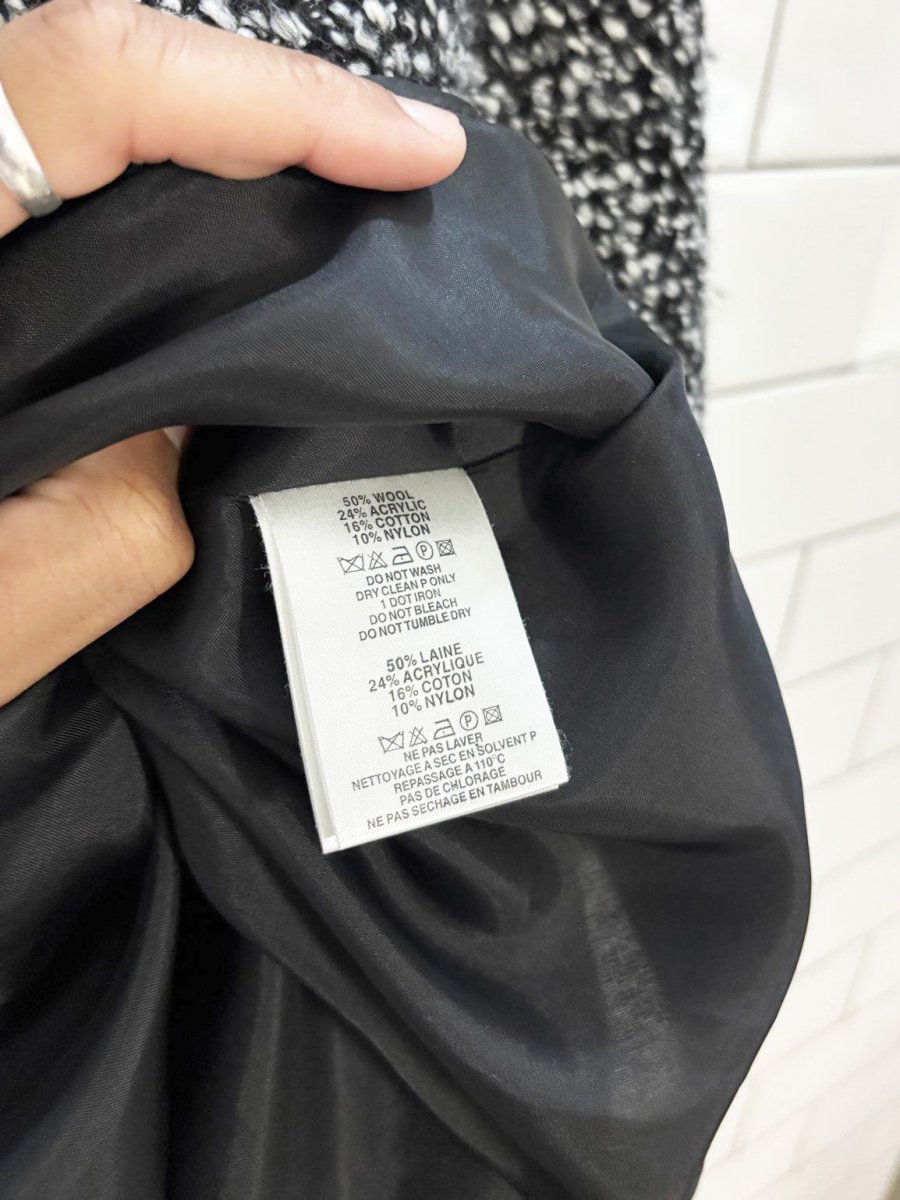 50% WOOL
24% ACRYLIC
16% COTTON
10% NYLON
P
DO NOT WASH
DRY CLEAN P ONLY
1 DOT IRON
DO NOT BLEACH
DO NOT TUMBLE DRY
50% LAINE
24% ACRYLIQUE
16% COTON
10% NYLON
P
NE PAS LAVER
NETTOYAGE A SEC EN SOLVENT P
REPASSAGE A 110°C
PAS DE CHLORAGE
NE PAS SECHAGE EN TAMBOUR